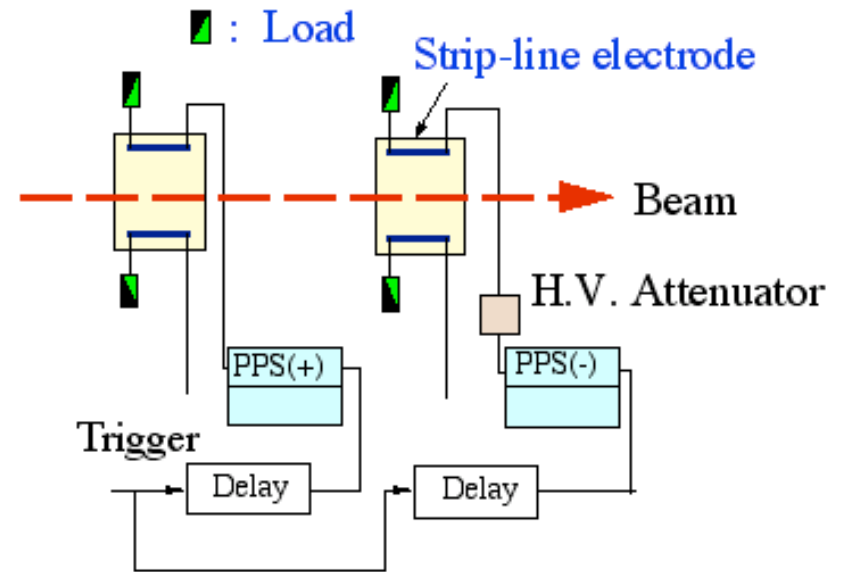 : Load
Strip-line electrode
Beam
H.V. Attenuator
PPS(+)
PPS(-)
Trigger
Delay
Delay